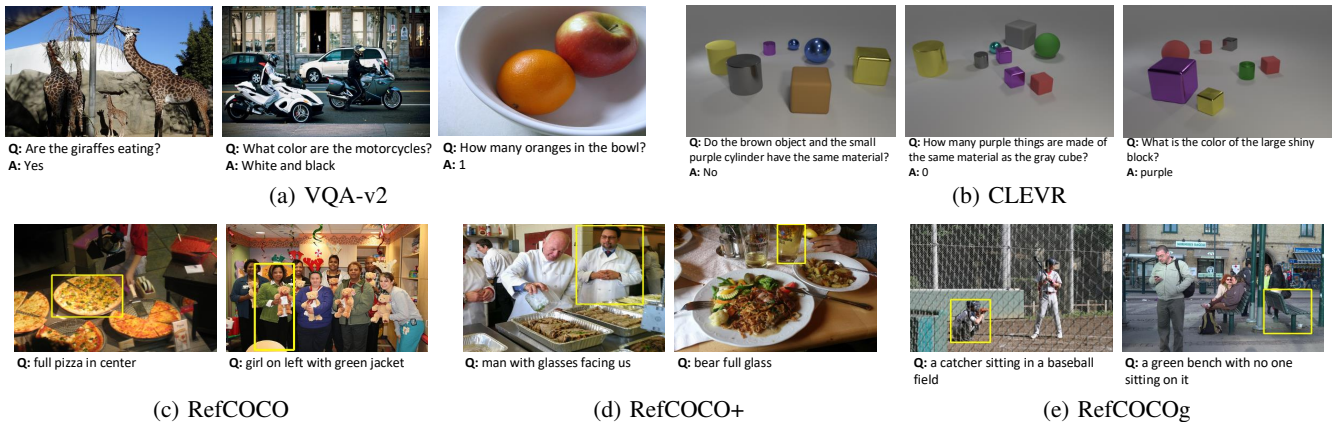 Q: Are the giraffes eating?
A: Yes
Q: What color are the motorcycles?
A: White and black
Q: How many oranges in the bowl?
A: 1
(a) VQA-v2
Q: Do the brown object and the small
purple cylinder have the same material?
A: No
Q: How many purple things are made of
the same material as the gray cube?
A: 0
Q: What is the color of the large shiny
block?
A: purple
(b) CLEVR
Q: full pizza in center
Q: girl on left with green jacket
(c) RefCOCO
Q: man with glasses facing us
Q: bear full glass
(d) RefCOCO+
Q: a catcher sitting in a baseball
field
Q: a green bench with no one
sitting on it
(e) RefCOCOg